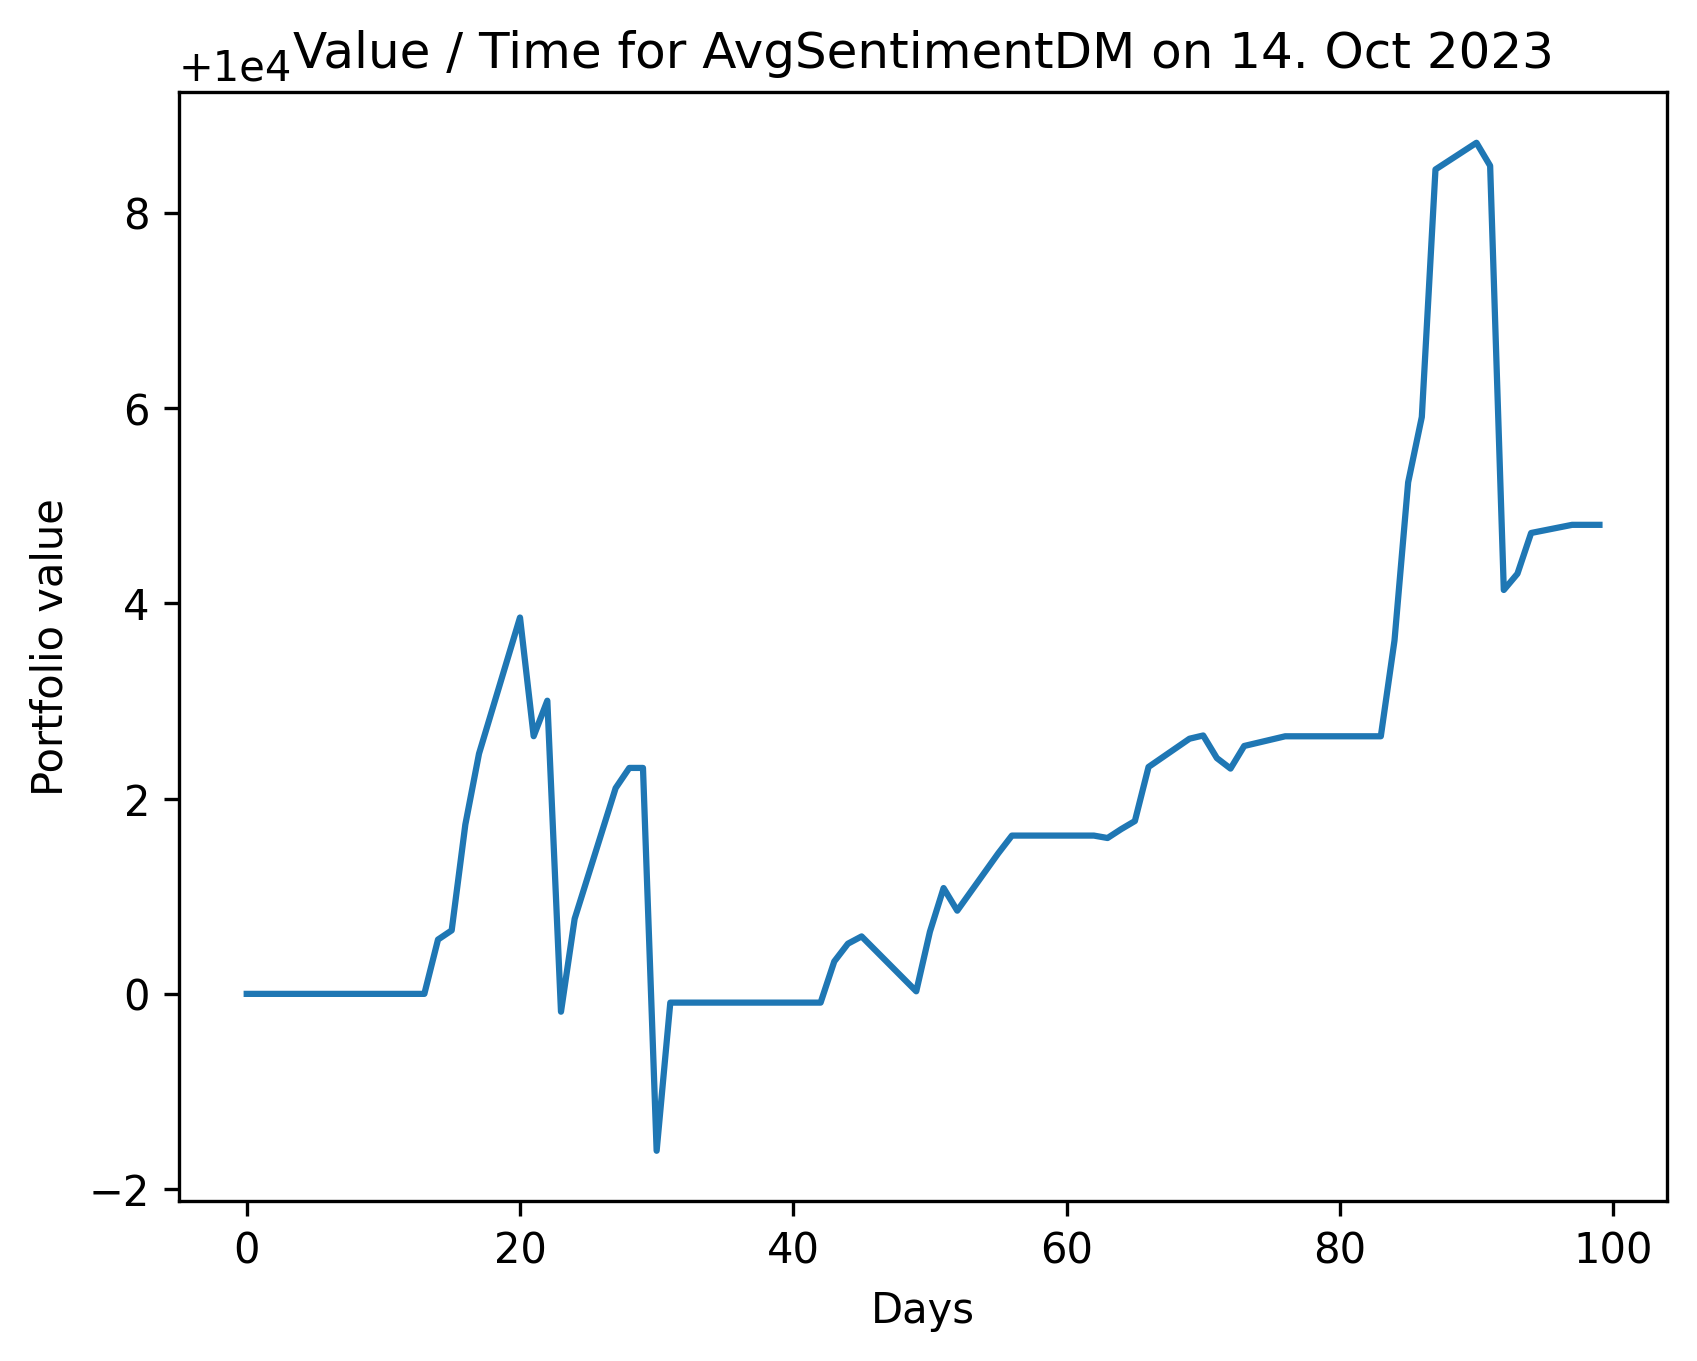 Value / Time for AvgSentimentDM on 14. Oct 2023
+1e4
8
6
4
2
0
−2
Portfolio value
0 20 40 60 80 100
Days